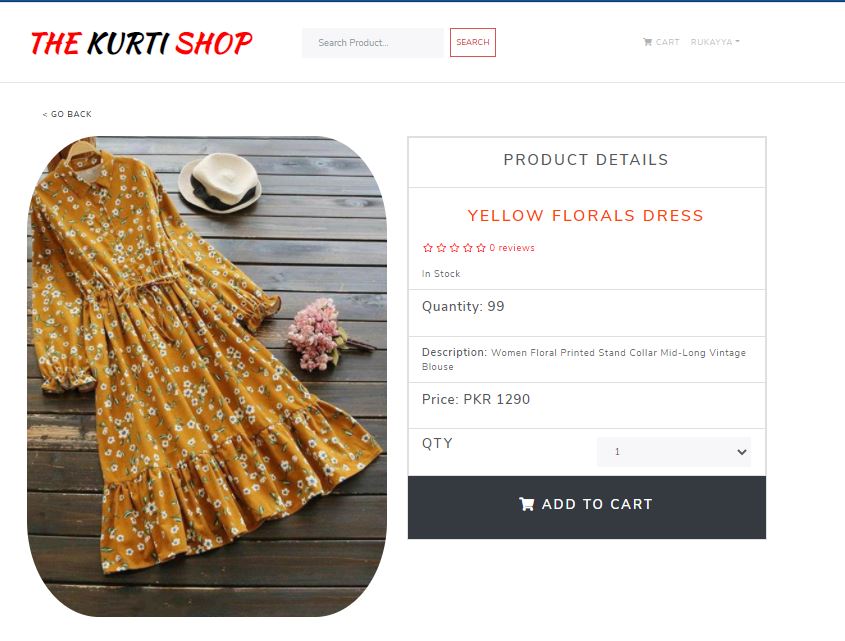 THE KURTI SHOP
Search Product...
SEARCH
CART
RUKAYYA
< GO BACK
PRODUCT DETAILS
YELLOW FLORALS DRESS
0 reviews
In Stock
Quantity: 99
Description: Women Floral Printed Stand Collar Mid-Long Vintage
Blouse
Price: PKR 1290
QTY
1
ADD TO CART